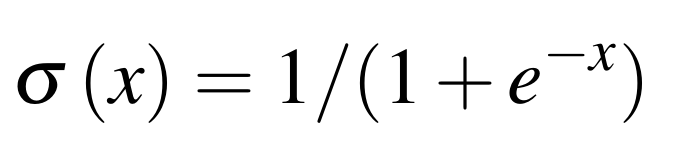 σ(x) = 1/(1 + e^{−x})